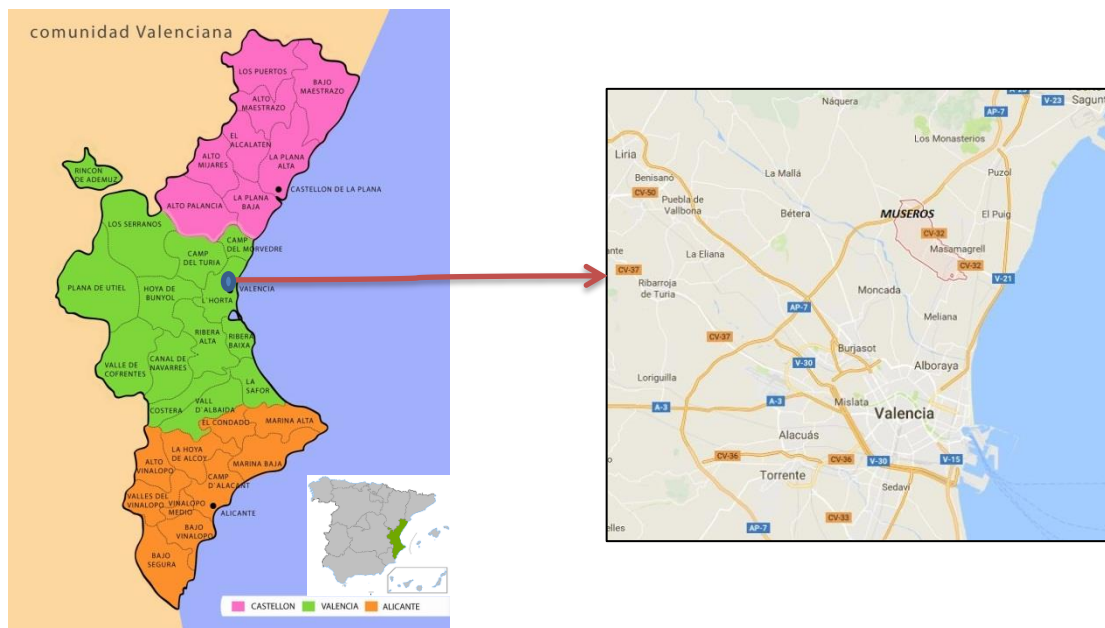 comunidad Valenciana
LOS PUERTOS
BAJO
MAESTRAZO
ALTO
MAESTRAZO
EL
ALCALATEN
ALTO
MIJARES
LA PLANA
ALTA
RINCON
DE ADEMUZ
CASTELLON DE LA PLANA
ALTO PALANCIA
LA PLANA
BAJA
LOS SERRANOS
CAMP
DEL MORVEDRE
CAMP
DEL TURIA
PLANA DE UTIEL
HOYA DE
BUNYOL
VALENCIA
L'HORTA
RIBERA
ALTA
RIBERA
BAIXA
VALLE DE
COFRENTES
CANAL DE
NAVARRES
LA
SAFOR
COSTERA
VALL
D'ALBAIDA
EL CONDADO
MARINA ALTA
LA HOYA
DE ALCOY
ALTO
VINALOPO
MARINA BAJA
CAMP
D'ALACANT
VALLES DEL
VINALOPO
VINALOPO
MEDIO
ALICANTE
BAJO
VINALOPO
BAJO
SEGURA
CASTELLON
VALENCIA
ALICANTE
Náquera
AP-7
V-23
V-23
Sagunt
Los Monasterios
Liria
Benisano
La Mallá
Puzol
CV-50
Puebla de
Vallbona
Bétera
MUSEROS
El Puig
CV-32
Masamagrell
La Eliana
CV-32
CV-37
V-21
Ribarroja
de Turia
Moncada
AP-7
Meliana
CV-37
Burjasot
V-30
Alboraya
Loriguilla
A-3
Mislata
A-3
Valencia
Alacuás
CV-36
CV-36
V-30
V-15
Torrente
Sedaví
CV-33
elles
AP-7